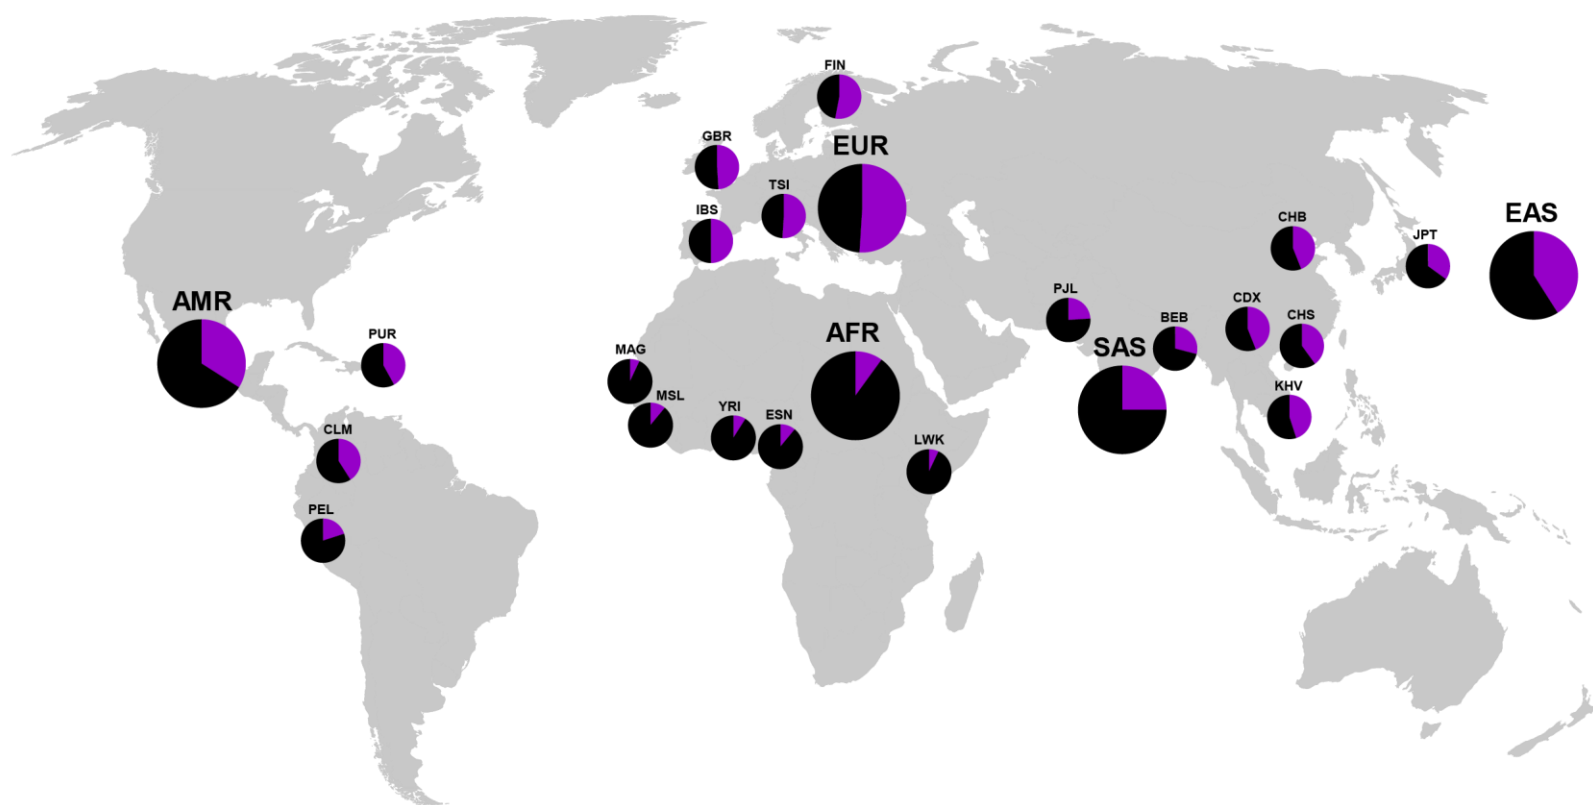 FIN
GBR
EUR
TSI
IBS
CHB
EAS
JPT
AMR
PUR
PJL
CDX
CHS
BEB
AFR
SAS
MAG
MSL
YRI
ESN
KHV
CLM
LWK
PEL